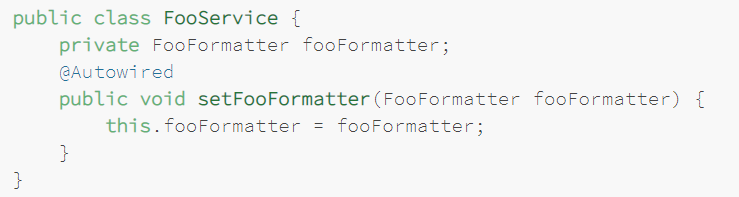 public class FooService {
    private FooFormatter fooFormatter;
    @Autowired
    public void setFooFormatter(FooFormatter fooFormatter) {
        this.fooFormatter = fooFormatter;
    }
}